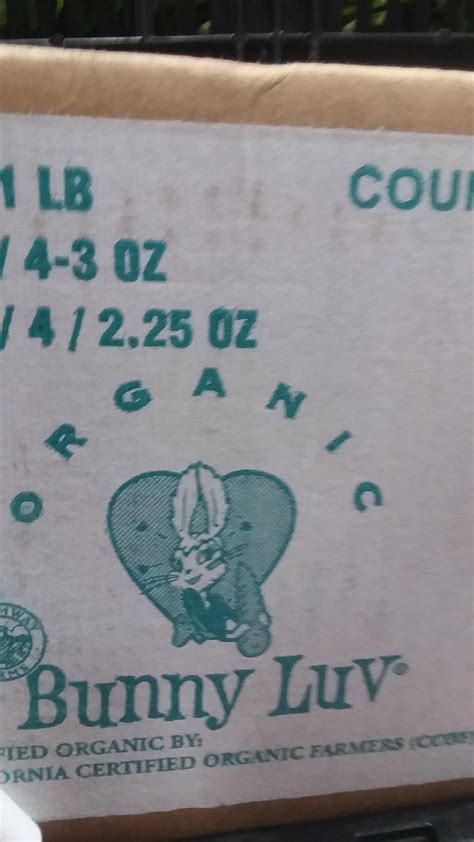 1 LB
COU
/ 4-3 OZ
/ 4 / 2.25 OZ
ORGANIC
Bunny Luv®
FIED ORGANIC BY:
ORNIA CERTIFIED ORGANIC FARMERS (CCOF